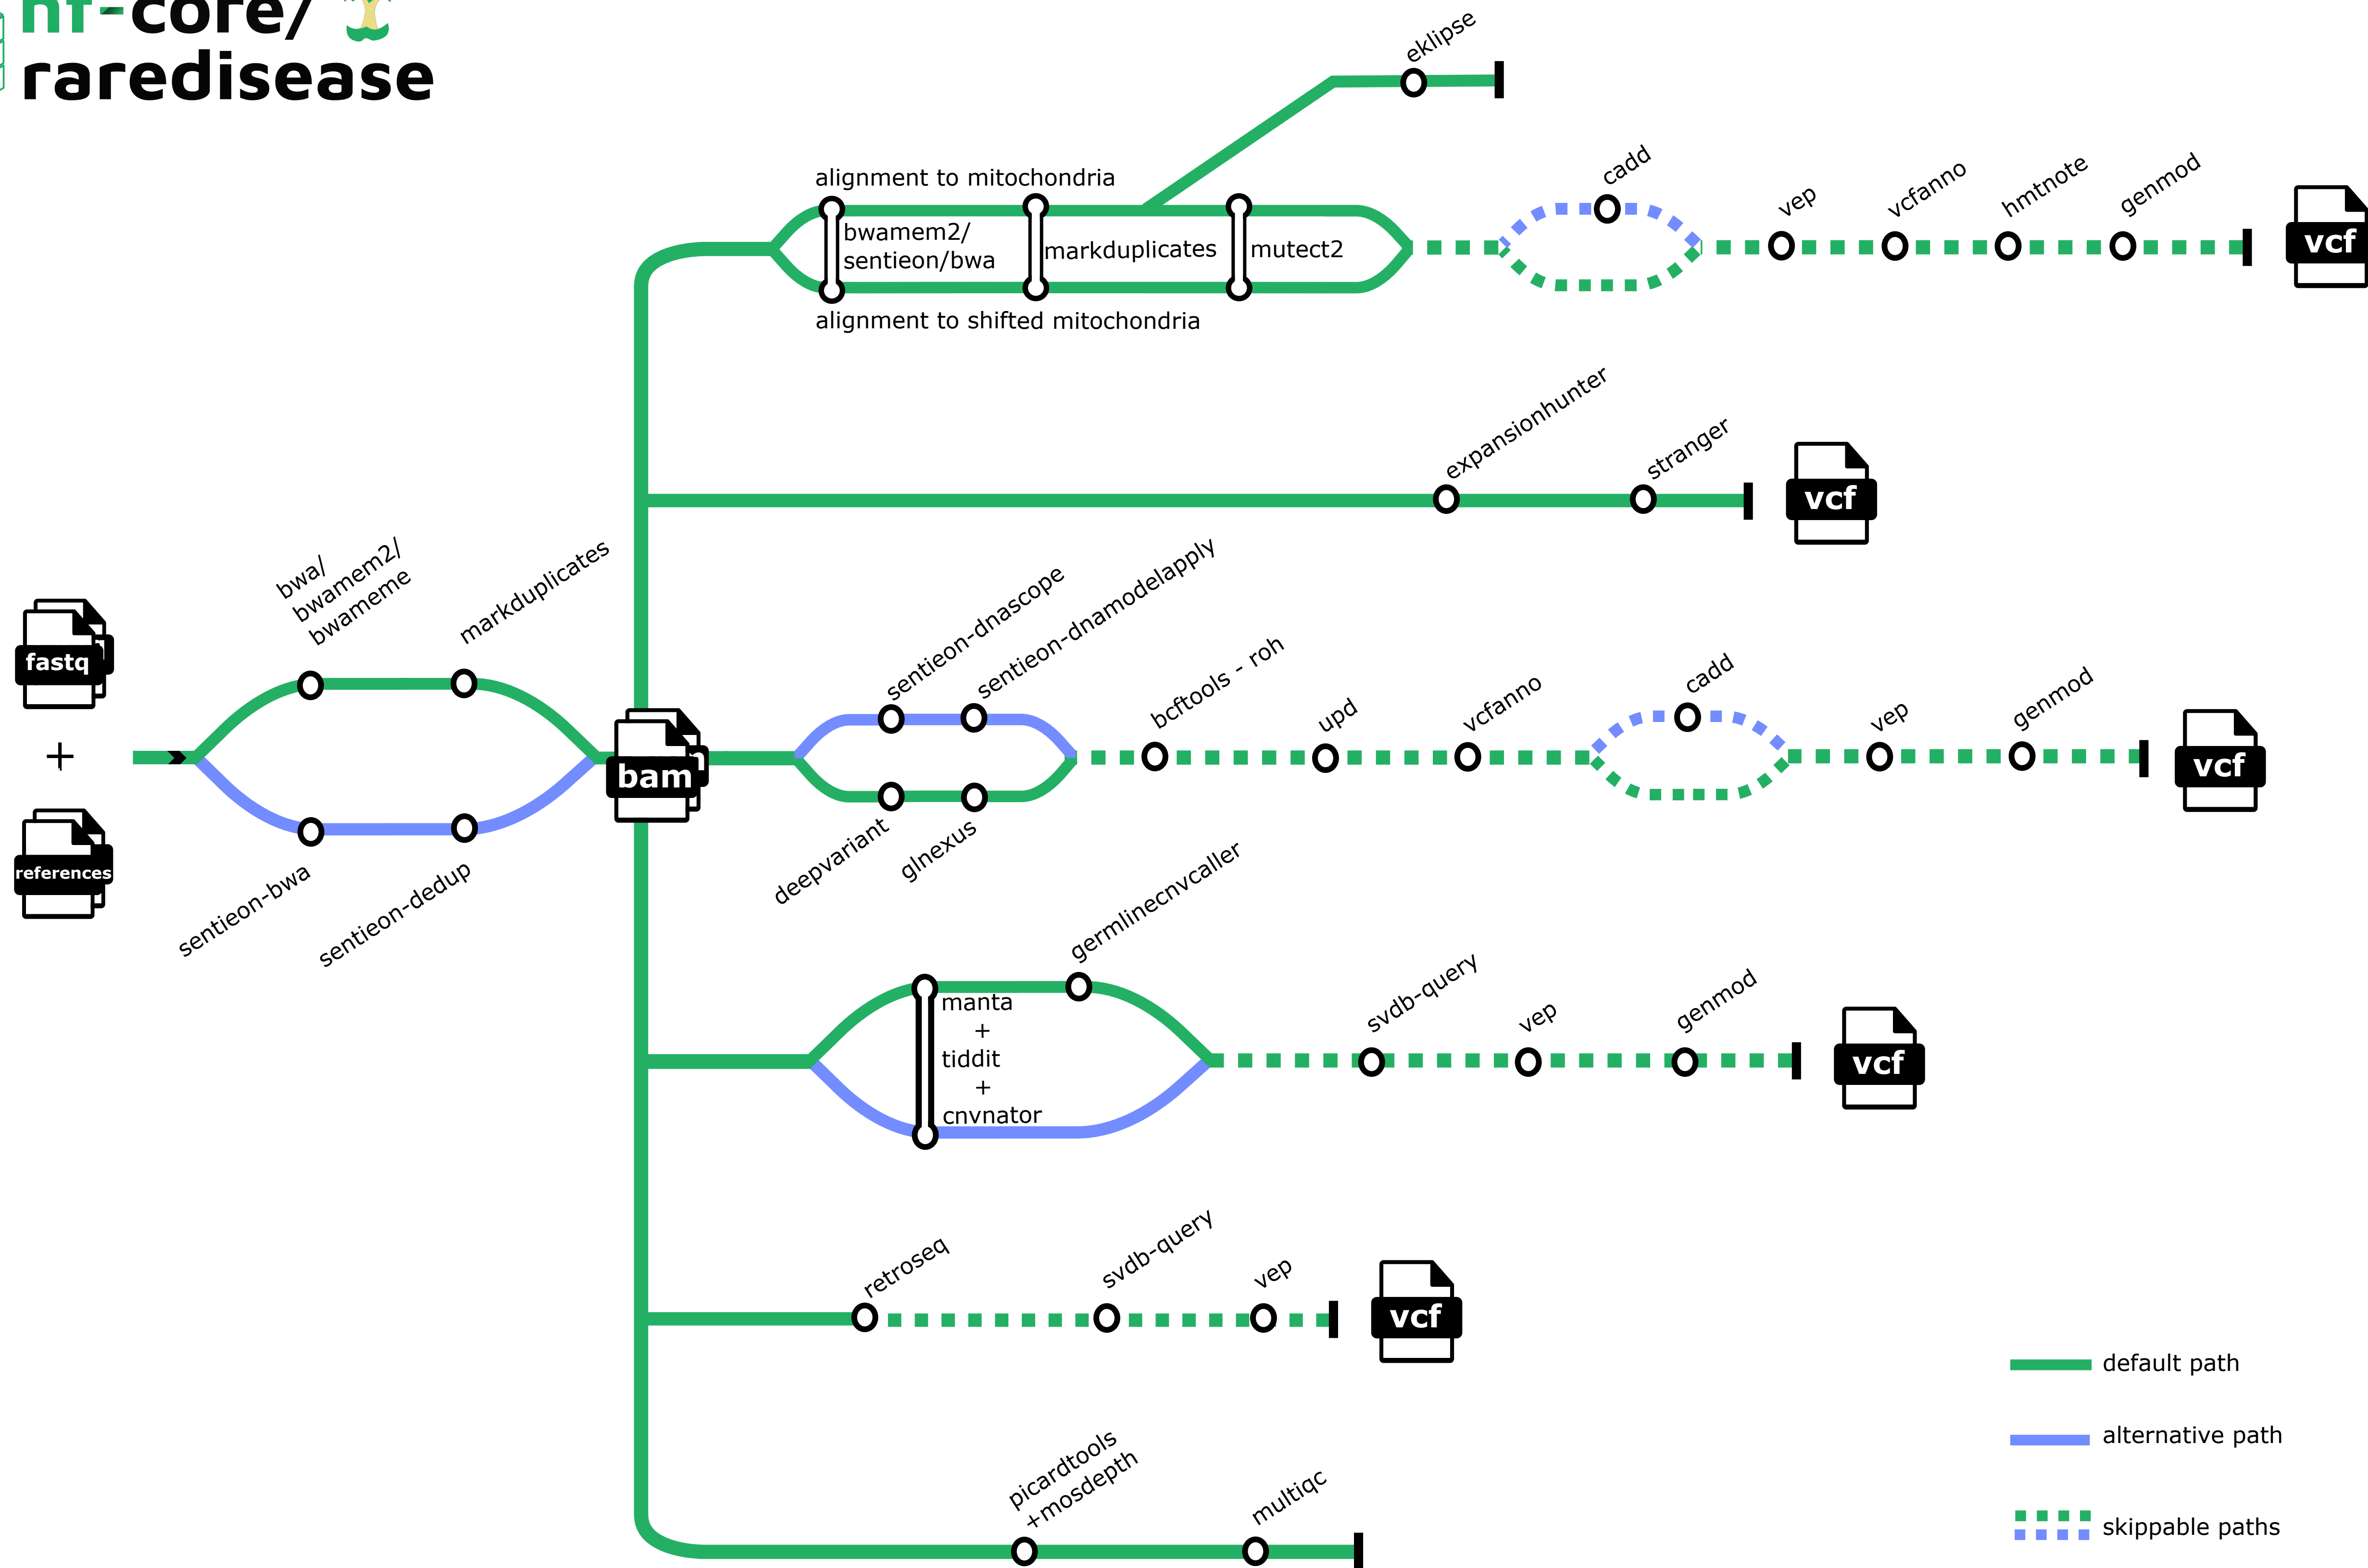 nf-core/
raredisease
eklipse
alignment to mitochondria
bwamem2/
sentieon/bwa
markduplicates
mutect2
alignment to shifted mitochondria
cadd
vep
vcfanno
hmtnote
genmod
vcf
expansionhunter
stranger
vcf
fastq
+
references
bwa/
bwamem2/
bwameme
markduplicates
sentieon-bwa
sentieon-dedup
bam
sentieon-dnascope
sentieon-dnamodelapply
deepvariant
glnexus
bcftools - roh
upd
vcfanno
cadd
vep
genmod
vcf
manta
+
tiddit
+
cnvnator
germlinecnvcaller
svdb-query
vep
genmod
vcf
retroseq
svdb-query
vep
vcf
picardtools
+mosdepth
multiqc
default path
alternative path
skippable paths